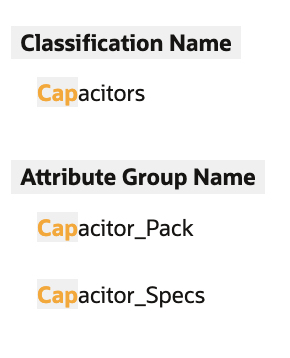 Classification Name
Capacitors
Attribute Group Name
Capacitor_Pack
Capacitor_Specs